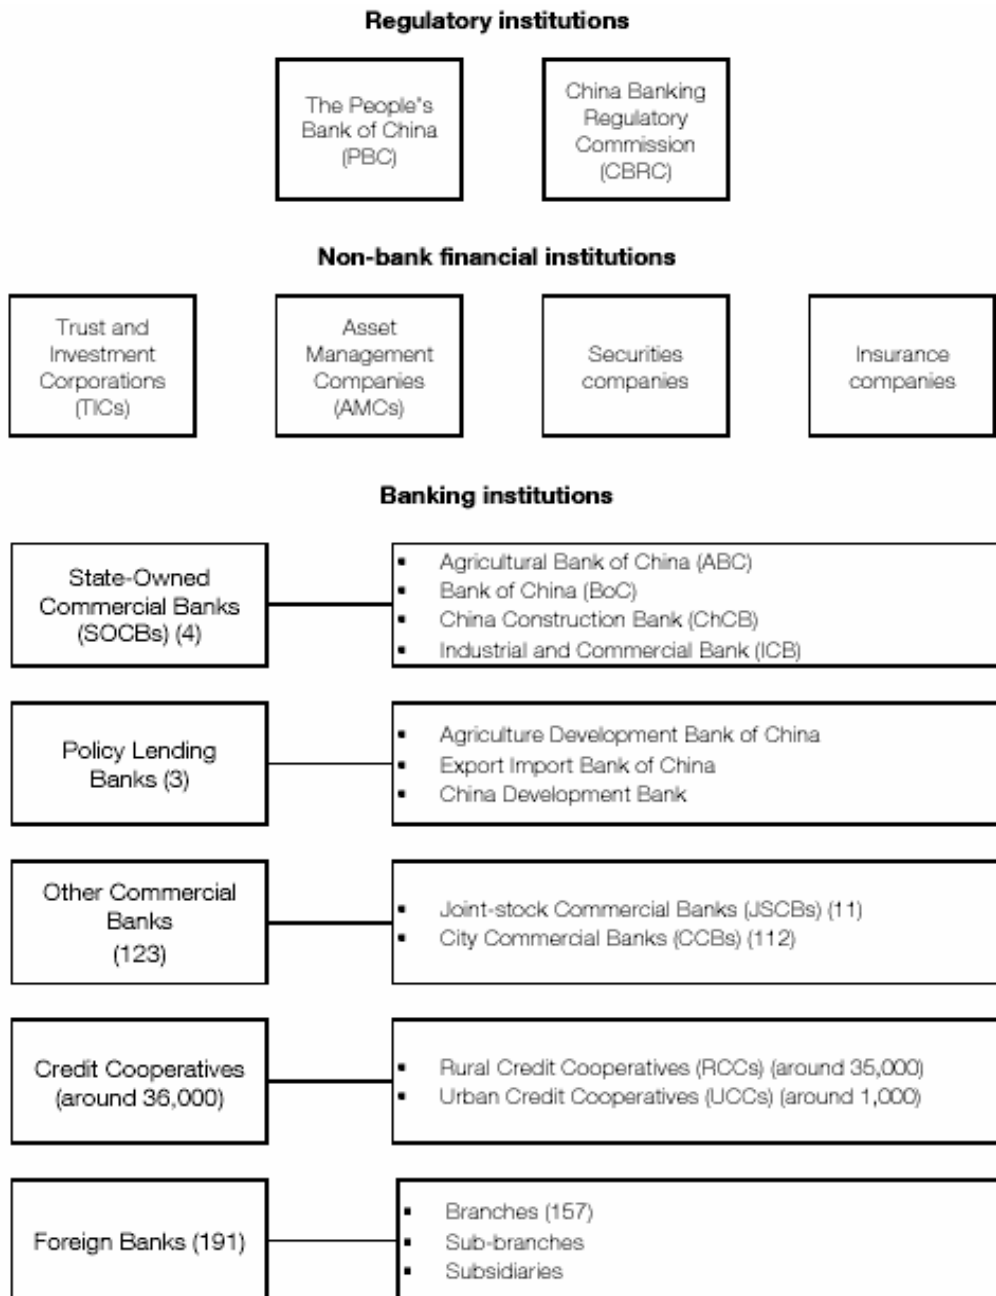 Regulatory institutions
The People's
Bank of China
(PBC)
China Banking
Regulatory
Commission
(CBRC)
Non-bank financial institutions
Trust and
Investment
Corporations
(TICs)
Asset
Management
Companies
(AMCs)
Securities
companies
Insurance
companies
Banking institutions
State-Owned
Commercial Banks
(SOCBs) (4)
▪ Agricultural Bank of China (ABC)
▪ Bank of China (BoC)
▪ China Construction Bank (ChCB)
▪ Industrial and Commercial Bank (ICB)
Policy Lending
Banks (3)
▪ Agriculture Development Bank of China
▪ Export Import Bank of China
▪ China Development Bank
Other Commercial
Banks
(123)
▪ Joint-stock Commercial Banks (JSCBs) (11)
▪ City Commercial Banks (CCBs) (112)
Credit Cooperatives
(around 36,000)
▪ Rural Credit Cooperatives (RCCs) (around 35,000)
▪ Urban Credit Cooperatives (UCCs) (around 1,000)
Foreign Banks (191)
▪ Branches (157)
▪ Sub-branches
▪ Subsidiaries